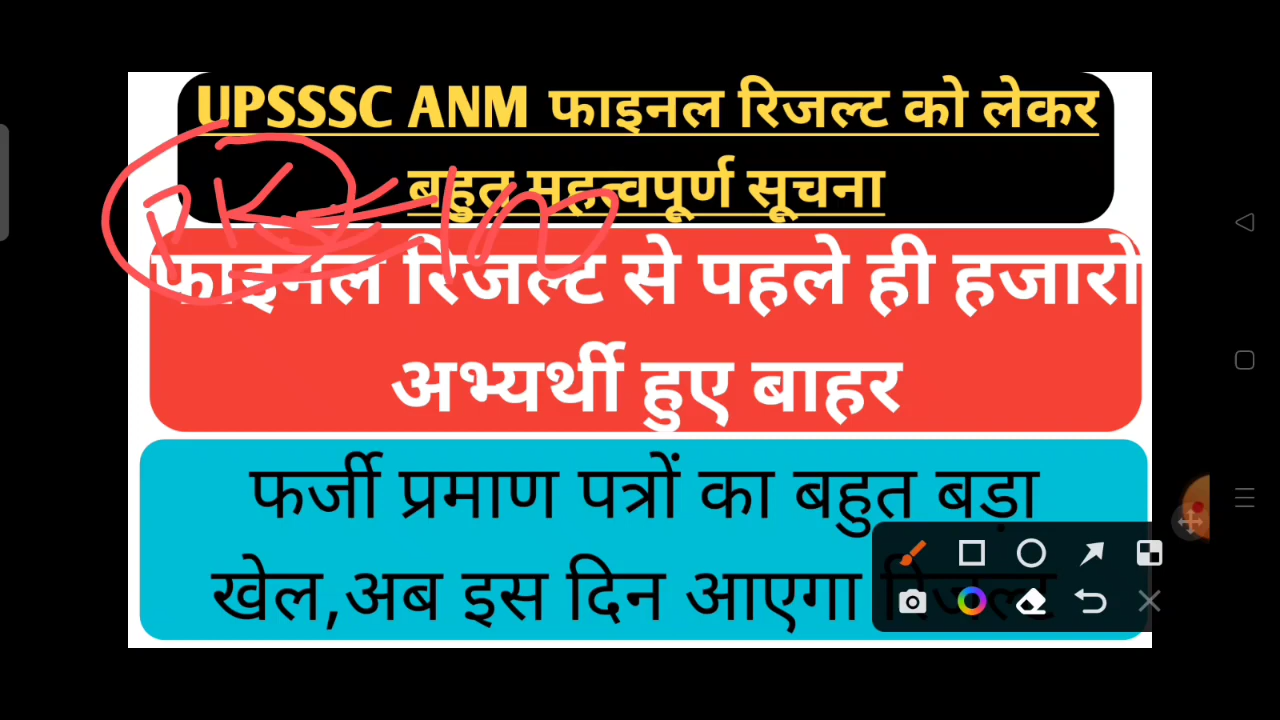 UPSSSC ANM फाइनल रिजल्ट को लेकर
बहुत महत्वपूर्ण सूचना
फाइनल रिजल्ट से पहले ही हजारो
अभ्यर्थी हुए बाहर
फर्जी प्रमाण पत्रों का बहुत बड़ा
खेल,अब इस दिन आएगा रिजल्ट